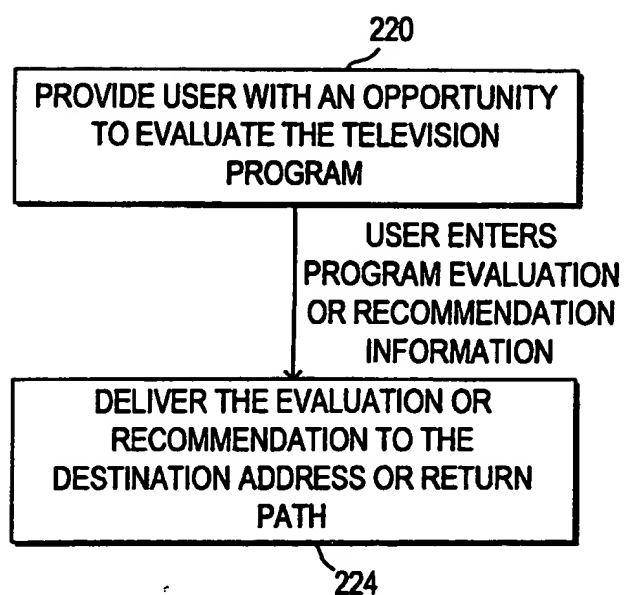 220
PROVIDE USER WITH AN OPPORTUNITY
TO EVALUATE THE TELEVISION
PROGRAM
USER ENTERS
PROGRAM EVALUATION
OR RECOMMENDATION
INFORMATION
DELIVER THE EVALUATION OR
RECOMMENDATION TO THE
DESTINATION ADDRESS OR RETURN
PATH
224